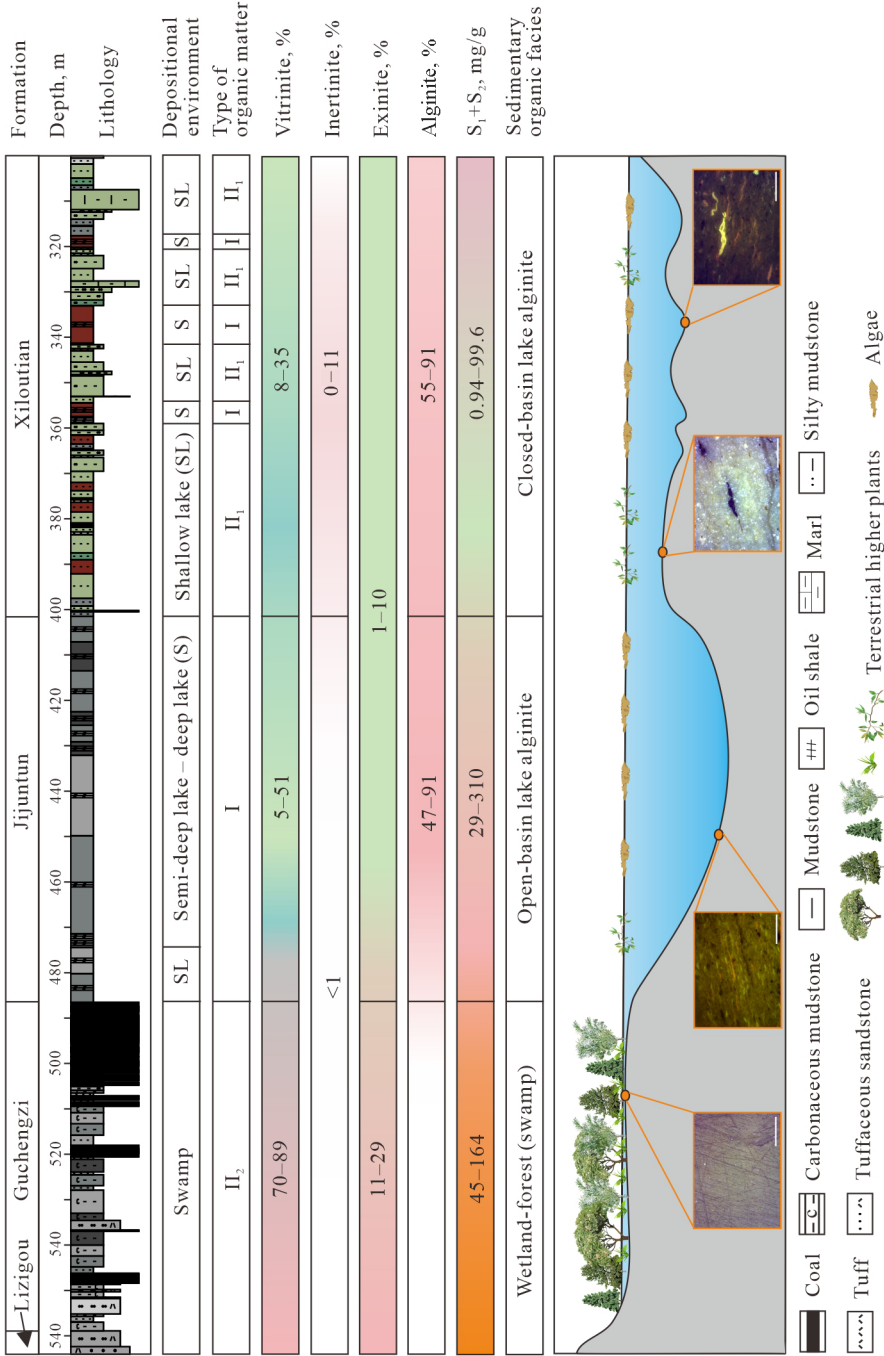 Lizigou Guchengzi Jijuntun Xiloutian Formation
540 540 520 500 480 460 440 420 400 380 360 340 320 Depth, m
Lithology
Swamp SL Semi-deep lake – deep lake (S) Shallow lake (SL) S SL S SL S SL Depositional environment
II₂ I II₁ I II₁ I II₁ I II₁ Type of organic matter
70–89 5–51 8–35 Vitrinite, %
<1 0–11 Inertinite, %
11–29 1–10 Exinite, %
47–91 55–91 Alginite, %
45–164 29–310 0.94–99.6 S₁+S₂, mg/g
Wetland-forest (swamp) Open-basin lake alginite Closed-basin lake alginite Sedimentary organic facies
Coal c Carbonaceous mudstone Mudstone Oil shale Marl Silty mudstone
Tuff Tuffaceous sandstone Terrestrial higher plants Algae